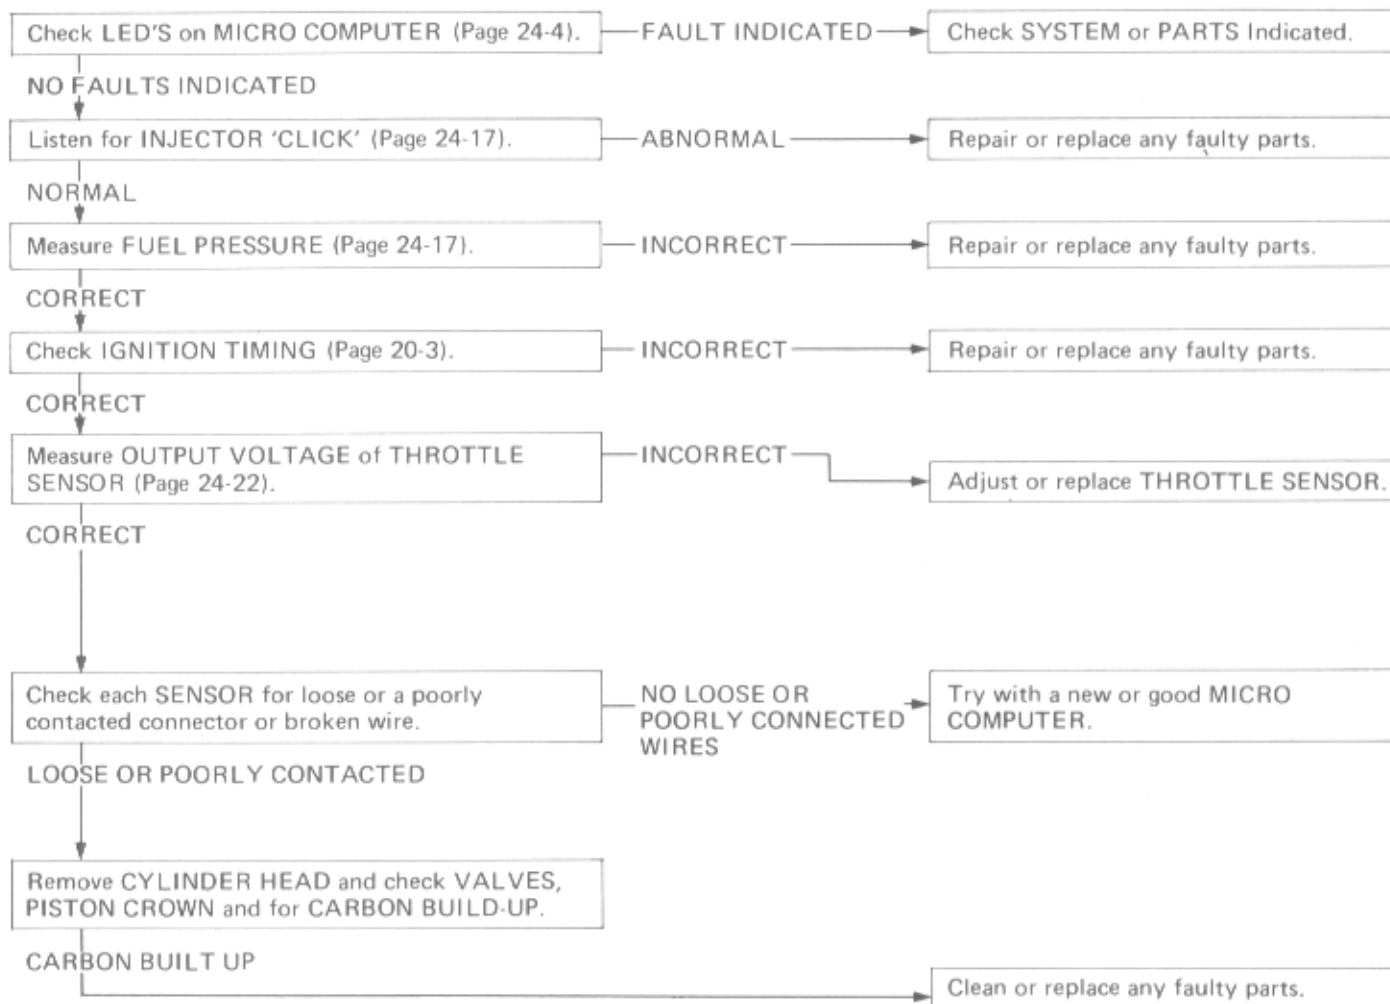 Check LED'S on MICRO COMPUTER (Page 24-4).
FAULT INDICATED
Check SYSTEM or PARTS Indicated.
NO FAULTS INDICATED
Listen for INJECTOR 'CLICK' (Page 24-17).
ABNORMAL
Repair or replace any faulty parts.
NORMAL
Measure FUEL PRESSURE (Page 24-17).
INCORRECT
Repair or replace any faulty parts.
CORRECT
Check IGNITION TIMING (Page 20-3).
INCORRECT
Repair or replace any faulty parts.
CORRECT
Measure OUTPUT VOLTAGE of THROTTLE
SENSOR (Page 24-22).
INCORRECT
Adjust or replace THROTTLE SENSOR.
CORRECT
Check each SENSOR for loose or a poorly
contacted connector or broken wire.
NO LOOSE OR
POORLY CONNECTED
WIRES
Try with a new or good MICRO
COMPUTER.
LOOSE OR POORLY CONTACTED
Remove CYLINDER HEAD and check VALVES,
PISTON CROWN and for CARBON BUILD-UP.
CARBON BUILT UP
Clean or replace any faulty parts.